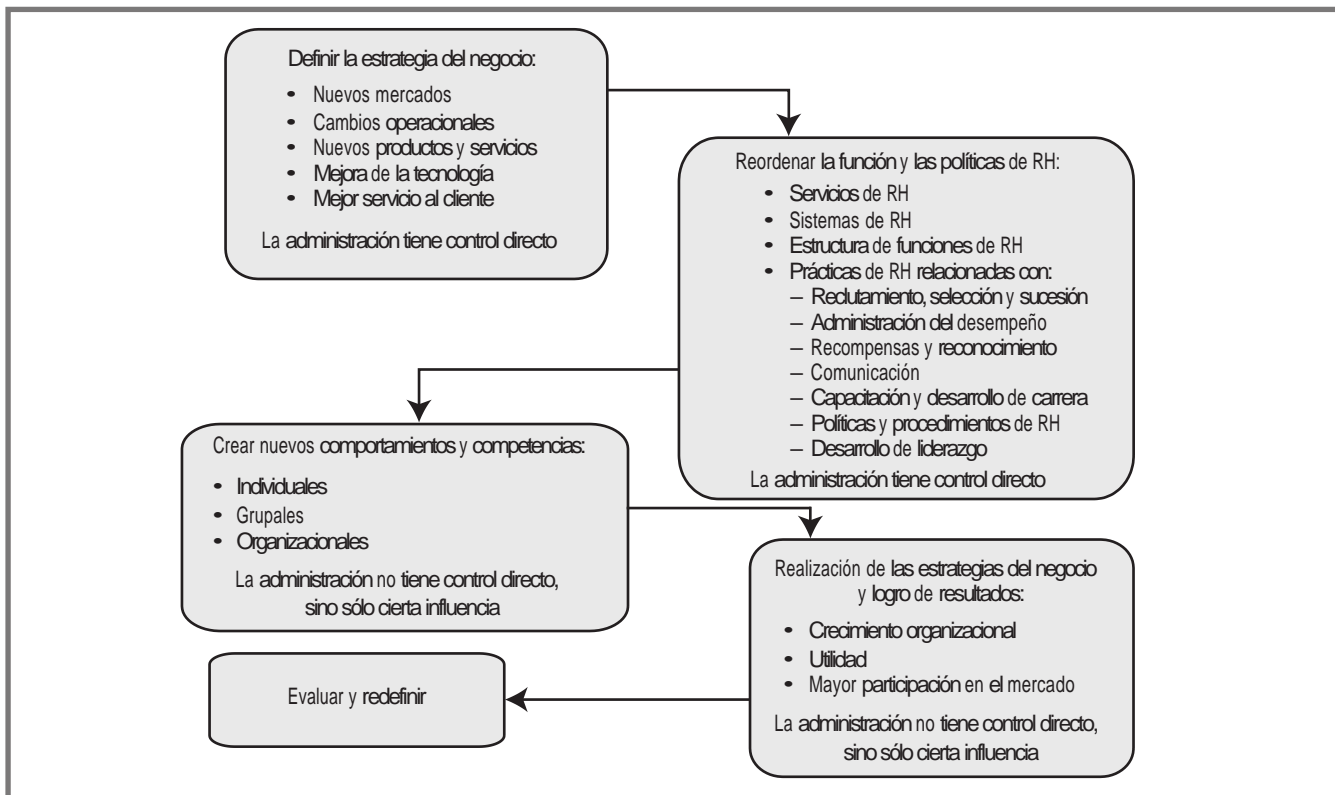 Definir la estrategia del negocio:
• Nuevos mercados
• Cambios operacionales
• Nuevos productos y servicios
• Mejora de la tecnología
• Mejor servicio al cliente
La administración tiene control directo
Reordenar la función y las políticas de RH:
• Servicios de RH
• Sistemas de RH
• Estructura de funciones de RH
• Prácticas de RH relacionadas con:
– Reclutamiento, selección y sucesión
– Administración del desempeño
– Recompensas y reconocimiento
– Comunicación
– Capacitación y desarrollo de carrera
– Políticas y procedimientos de RH
– Desarrollo de liderazgo
La administración tiene control directo
Crear nuevos comportamientos y competencias:
• Individuales
• Grupales
• Organizacionales
La administración no tiene control directo,
sino sólo cierta influencia
Realización de las estrategias del negocio
y logro de resultados:
• Crecimiento organizacional
• Utilidad
• Mayor participación en el mercado
La administración no tiene control directo,
sino sólo cierta influencia
Evaluar y redefinir